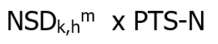 NSDk,hᵐ x PTS-N